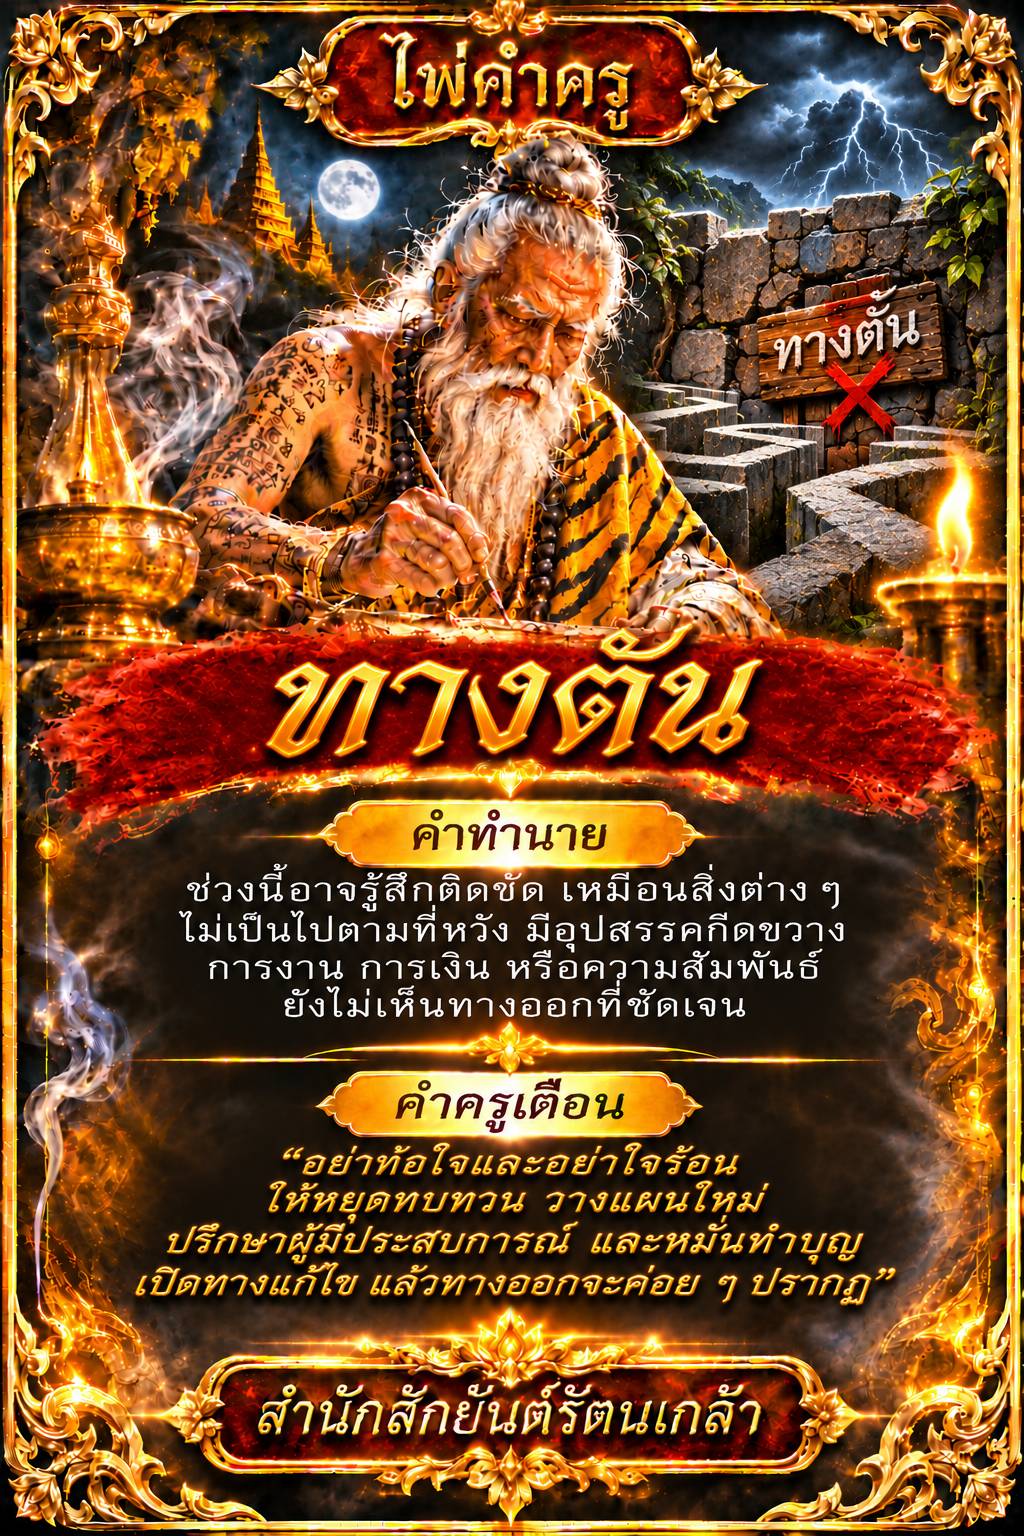 ไพ่คำครู
ทางตัน
ทางตัน
คำทำนาย
ช่วงนี้อาจรู้สึกติดขัด เหมือนสิ่งต่าง ๆ
ไม่เป็นไปตามที่หวัง มีอุปสรรคกีดขวาง
การงาน การเงิน หรือความสัมพันธ์
ยังไม่เห็นทางออกที่ชัดเจน
คำครูเตือน
“อย่าท้อใจและอย่าใจร้อน
ให้หยุดทบทวน วางแผนใหม่
ปรึกษาผู้มีประสบการณ์ และหมั่นทำบุญ
เปิดทางแก้ไข แล้วทางออกจะค่อย ๆ ปรากฏ”
สำนักสักยันต์รัตนเกล้า